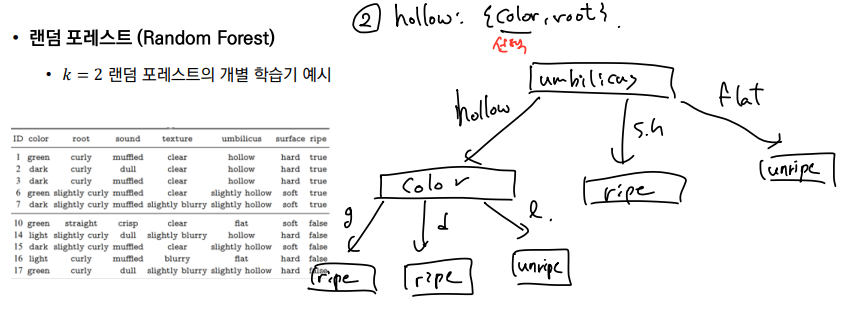 • 랜덤 포레스트 (Random Forest)
• k = 2 랜덤 포레스트의 개별 학습기 예시
ID color root sound texture umbilicus surface ripe
1 green curly muffled clear hollow hard true
2 dark curly dull clear hollow hard true
3 dark curly muffled clear hollow hard true
6 green slightly curly muffled clear slightly hollow soft true
7 dark slightly curly muffled slightly blurry slightly hollow soft true
10 green straight crisp clear flat soft false
14 light slightly curly dull slightly blurry hollow hard false
15 dark slightly curly muffled clear slightly hollow soft false
16 light curly muffled blurry flat hard false
17 green curly dull slightly blurry slightly hollow hard false
② hollow: {color, root}.
선택
umbilicus
hollow
s.h
flat
color
ripe
unripe
g
d
l.
ripe
ripe
unripe